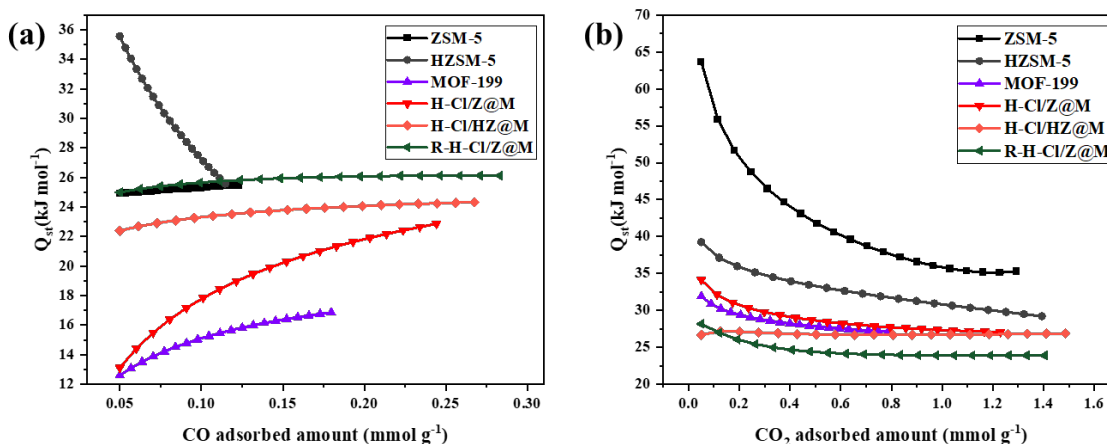 (a)
36
34
32
30
28
26
24
22
20
18
16
14
12
Qst(kJ mol⁻¹)
ZSM-5
HZSM-5
MOF-199
H-Cl/Z@M
H-Cl/HZ@M
R-H-Cl/Z@M
0.05 0.10 0.15 0.20 0.25 0.30
CO adsorbed amount (mmol g⁻¹)
(b)
70
65
60
55
50
45
40
35
30
25
20
Qst(kJ mol⁻¹)
ZSM-5
HZSM-5
MOF-199
H-Cl/Z@M
H-Cl/HZ@M
R-H-Cl/Z@M
0.0 0.2 0.4 0.6 0.8 1.0 1.2 1.4 1.6
CO₂ adsorbed amount (mmol g⁻¹)